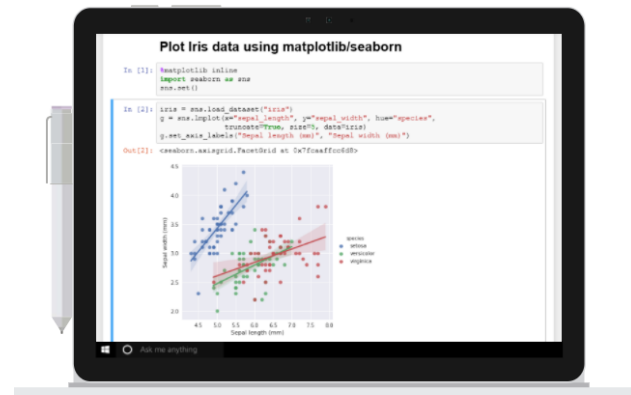 Plot Iris data using matplotlib/seaborn
In [1]: %matplotlib inline
import seaborn as sns
sns.set()
In [2]: iris = sns.load_dataset("iris")
g = sns.lmplot(x="sepal_length", y="sepal_width", hue="species",
truncate=True, size=5, data=iris)
g.set_axis_labels("Sepal length (mm)", "Sepal width (mm)")
Out[2]: <seaborn.axisgrid.FacetGrid at
4.5
4.0
3.5
3.0
2.5
2.0
Sepal width (mm)
species
setosa
versicolor
virginica
4.5 5.0 5.5 6.0 6.5 7.0 7.5 8.0
Sepal length (mm)
Ask me anything